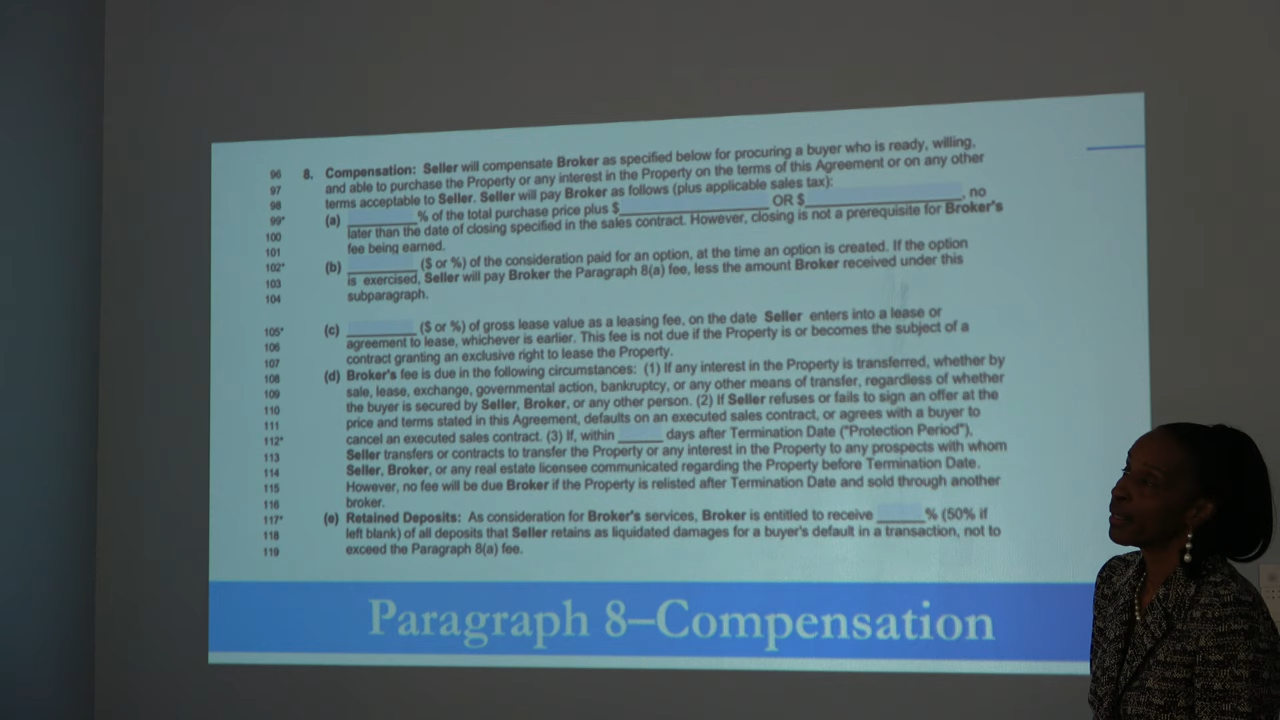 96 8. Compensation: Seller will compensate Broker as specified below for procuring a buyer who is ready, willing,
97 and able to purchase the Property or any interest in the Property on the terms of this Agreement or on any other
98 terms acceptable to Seller. Seller will pay Broker as follows (plus applicable sales tax):
99* (a) ________% of the total purchase price plus $________ OR $________, no
100 later than the date of closing specified in the sales contract. However, closing is not a prerequisite for Broker's
101 fee being earned.
102* (b) ________ ($ or %) of the consideration paid for an option, at the time an option is created. If the option
103 is exercised, Seller will pay Broker the Paragraph 8(a) fee, less the amount Broker received under this
104 subparagraph.
105* (c) ________ ($ or %) of gross lease value as a leasing fee, on the date Seller enters into a lease or
106 agreement to lease, whichever is earlier. This fee is not due if the Property is or becomes the subject of a
107 contract granting an exclusive right to lease the Property.
108 (d) Broker's fee is due in the following circumstances: (1) If any interest in the Property is transferred, whether by
109 sale, lease, exchange, governmental action, bankruptcy, or any other means of transfer, regardless of whether
110 the buyer is secured by Seller, Broker, or any other person. (2) If Seller refuses or fails to sign an offer at the
111 price and terms stated in this Agreement, defaults on an executed sales contract, or agrees with a buyer to
112* cancel an executed sales contract. (3) If, within _____ days after Termination Date ("Protection Period"),
113 Seller transfers or contracts to transfer the Property or any interest in the Property to any prospects with whom
114 Seller, Broker, or any real estate licensee communicated regarding the Property before Termination Date.
115 However, no fee will be due Broker if the Property is relisted after Termination Date and sold through another
116 broker.
117* (e) Retained Deposits: As consideration for Broker's services, Broker is entitled to receive _____% (50% if
118 left blank) of all deposits that Seller retains as liquidated damages for a buyer's default in a transaction, not to
119 exceed the Paragraph 8(a) fee.
Paragraph 8–Compensation